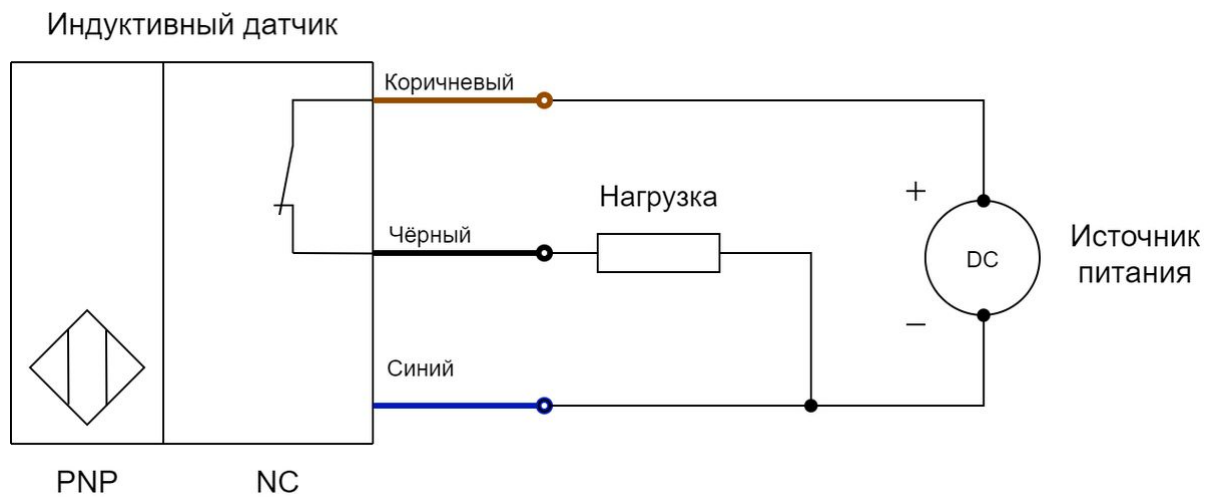 Индуктивный датчик
Коричневый
Нагрузка
+
Чёрный
DC
Источник
питания
−
Синий
PNP
NC